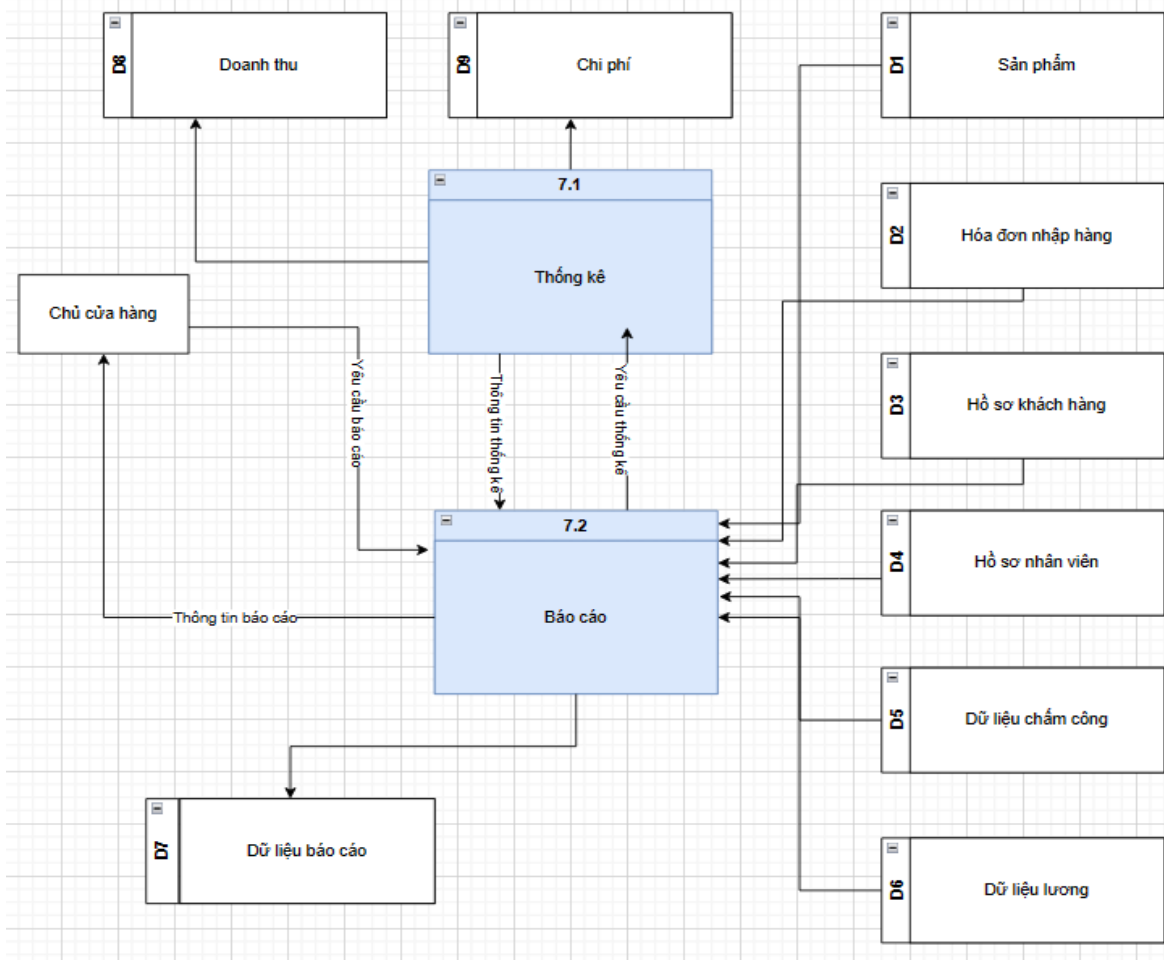 D8
Doanh thu
D9
Chi phí
D1
Sản phẩm
7.1
Thống kê
D2
Hóa đơn nhập hàng
Chủ cửa hàng
Yêu cầu báo cáo
Thông tin thống kê
Yêu cầu thống kê
D3
Hồ sơ khách hàng
7.2
Báo cáo
D4
Hồ sơ nhân viên
Thông tin báo cáo
D5
Dữ liệu chấm công
D7
Dữ liệu báo cáo
D6
Dữ liệu lương